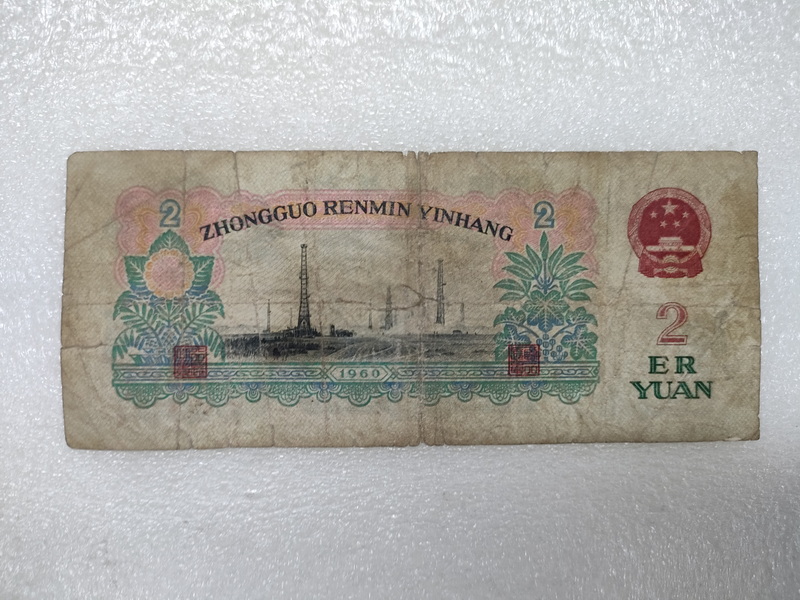 2
ZHONGGUO RENMIN YINHANG
2
1960
2
ER
YUAN